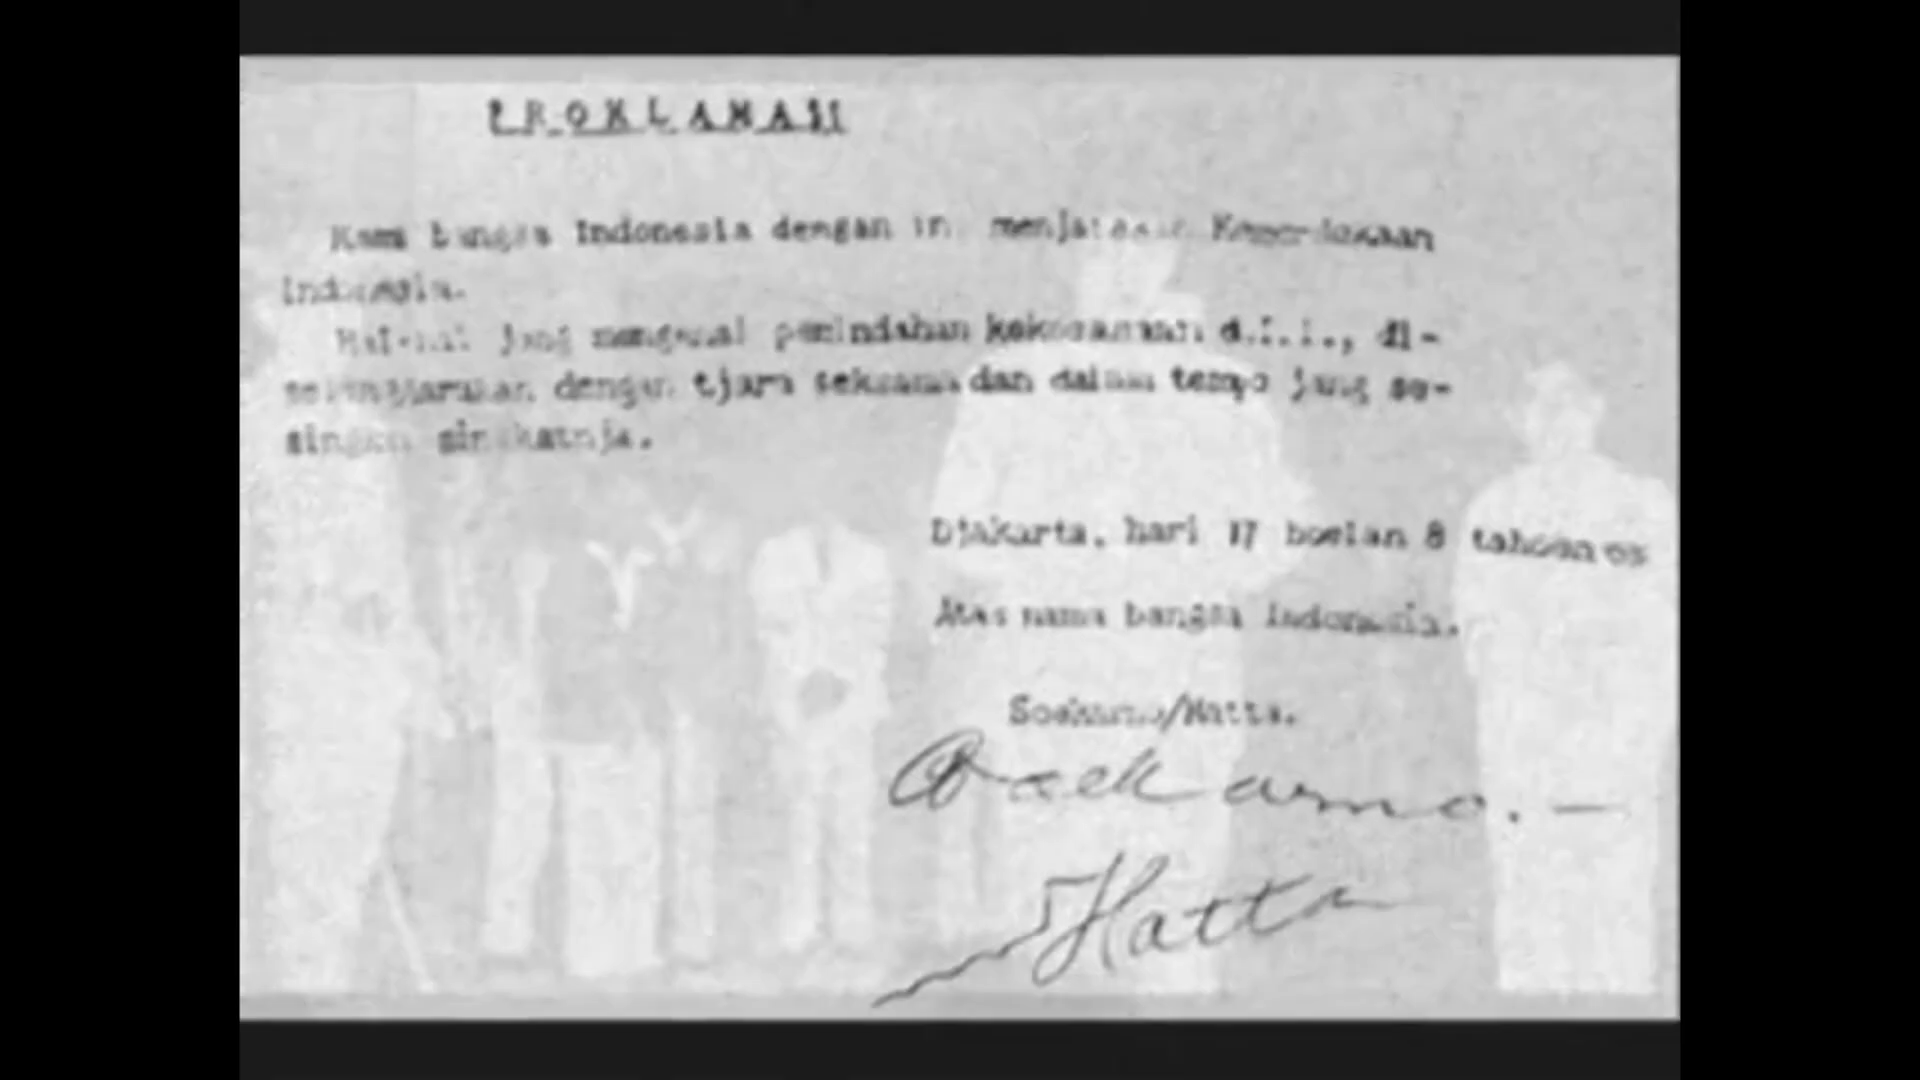 PROKLAMASI
Kami bangsa Indonesia dengan ini menjatakan Kemerdekaan
Indonesia.
Hal-hal jang mengenai pemindahan kekoeasaan d.l.l., di-
selenggarakan dengan tjara seksama dan dalam tempo jang se-
singkat singkatnja.
Djakarta, hari 17 boelan 8 tahoen 05
Atas nama bangsa Indonesia.
Soekarno/Hatta.
Soekarno.—
Hatta